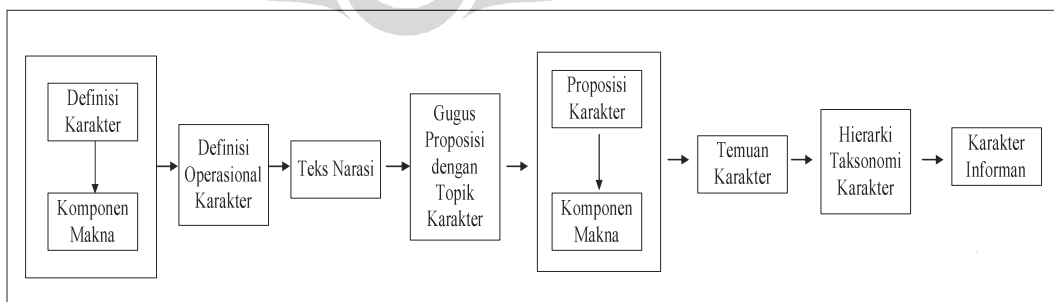 Definisi
Karakter
Komponen
Makna
Definisi
Operasional
Karakter
Teks Narasi
Gugus
Proposisi
dengan
Topik
Karakter
Proposisi
Karakter
Komponen
Makna
Temuan
Karakter
Hierarki
Taksonomi
Karakter
Karakter
Informan